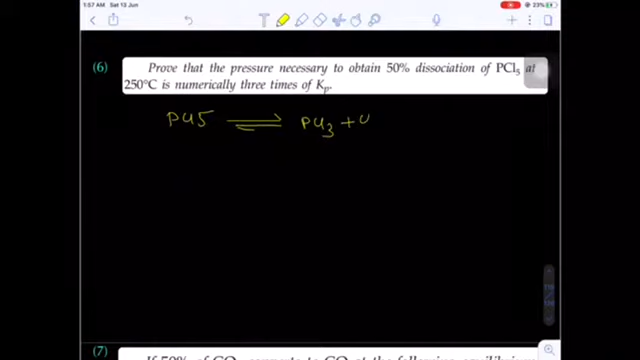 1:57 AM Sat 13 Jun
23%
(6) Prove that the pressure necessary to obtain 50% dissociation of PCl₅ at
250°C is numerically three times of Kₚ.
PCl5 ⇌ PCl₃ + C
(7) If 50% of CO₂ converts to CO at the following equilibrium